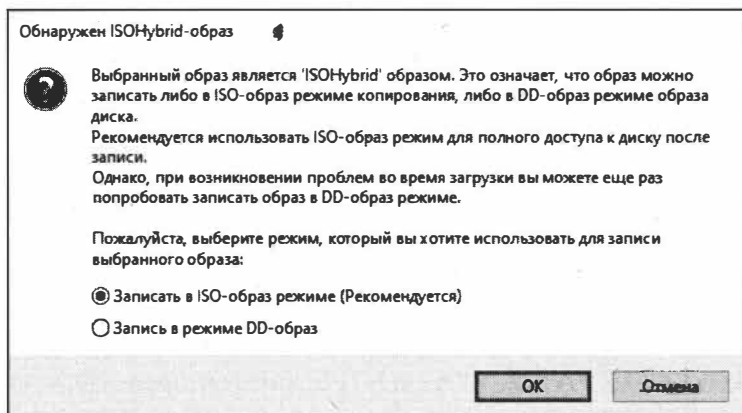 Обнаружен ISOHybrid-образ
Выбранный образ является 'ISOHybrid' образом. Это означает, что образ можно
записать либо в ISO-образ режиме копирования, либо в DD-образ режиме образа
диска.
Рекомендуется использовать ISO-образ режим для полного доступа к диску после
записи.
Однако, при возникновении проблем во время загрузки вы можете еще раз
попробовать записать образ в DD-образ режиме.
Пожалуйста, выберите режим, который вы хотите использовать для записи
выбранного образа:
Записать в ISO-образ режиме (Рекомендуется)
Запись в режиме DD-образ
OK
Отмена